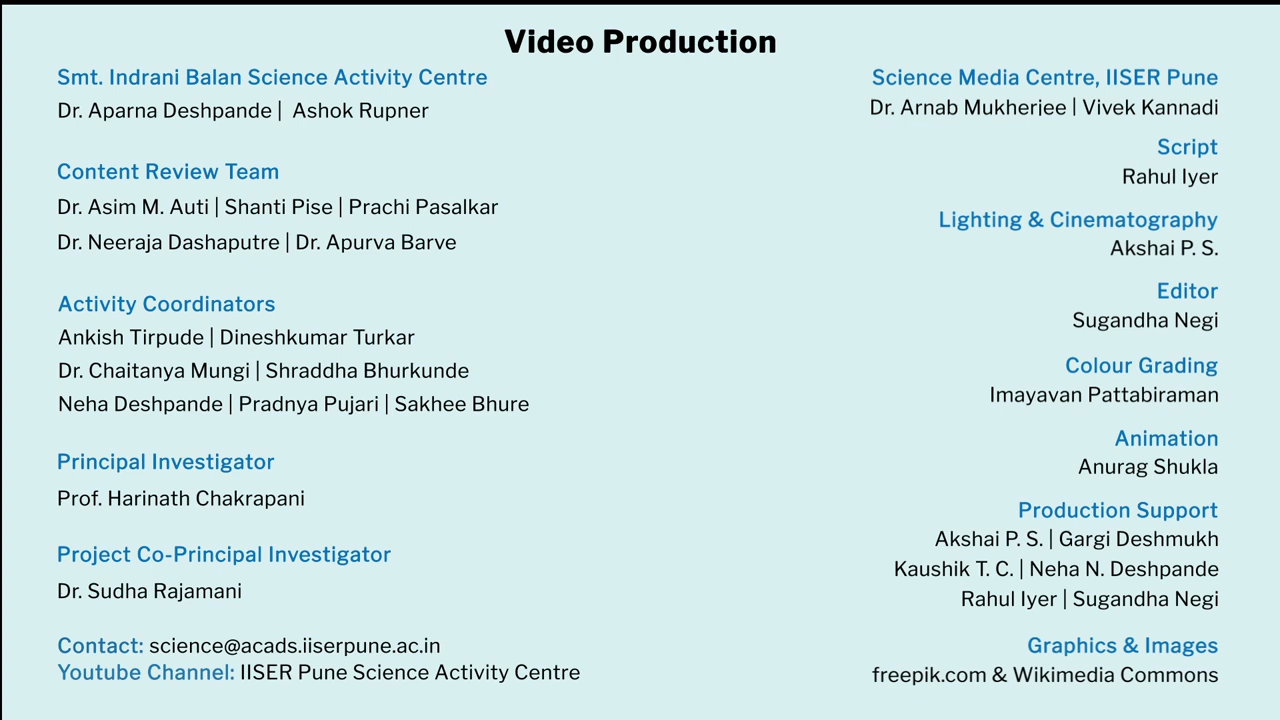 Video Production
Smt. Indrani Balan Science Activity Centre
Dr. Aparna Deshpande | Ashok Rupner
Content Review Team
Dr. Asim M. Auti | Shanti Pise | Prachi Pasalkar
Dr. Neeraja Dashaputre | Dr. Apurva Barve
Activity Coordinators
Ankish Tirpude | Dineshkumar Turkar
Dr. Chaitanya Mungi | Shraddha Bhurkunde
Neha Deshpande | Pradnya Pujari | Sakhee Bhure
Principal Investigator
Prof. Harinath Chakrapani
Project Co-Principal Investigator
Dr. Sudha Rajamani
Contact: science@acads.iiserpune.ac.in
Youtube Channel: IISER Pune Science Activity Centre
Science Media Centre, IISER Pune
Dr. Arnab Mukherjee | Vivek Kannadi
Script
Rahul Iyer
Lighting & Cinematography
Akshai P. S.
Editor
Sugandha Negi
Colour Grading
Imayavan Pattabiraman
Animation
Anurag Shukla
Production Support
Akshai P. S. | Gargi Deshmukh
Kaushik T. C. | Neha N. Deshpande
Rahul Iyer | Sugandha Negi
Graphics & Images
freepik.com & Wikimedia Commons